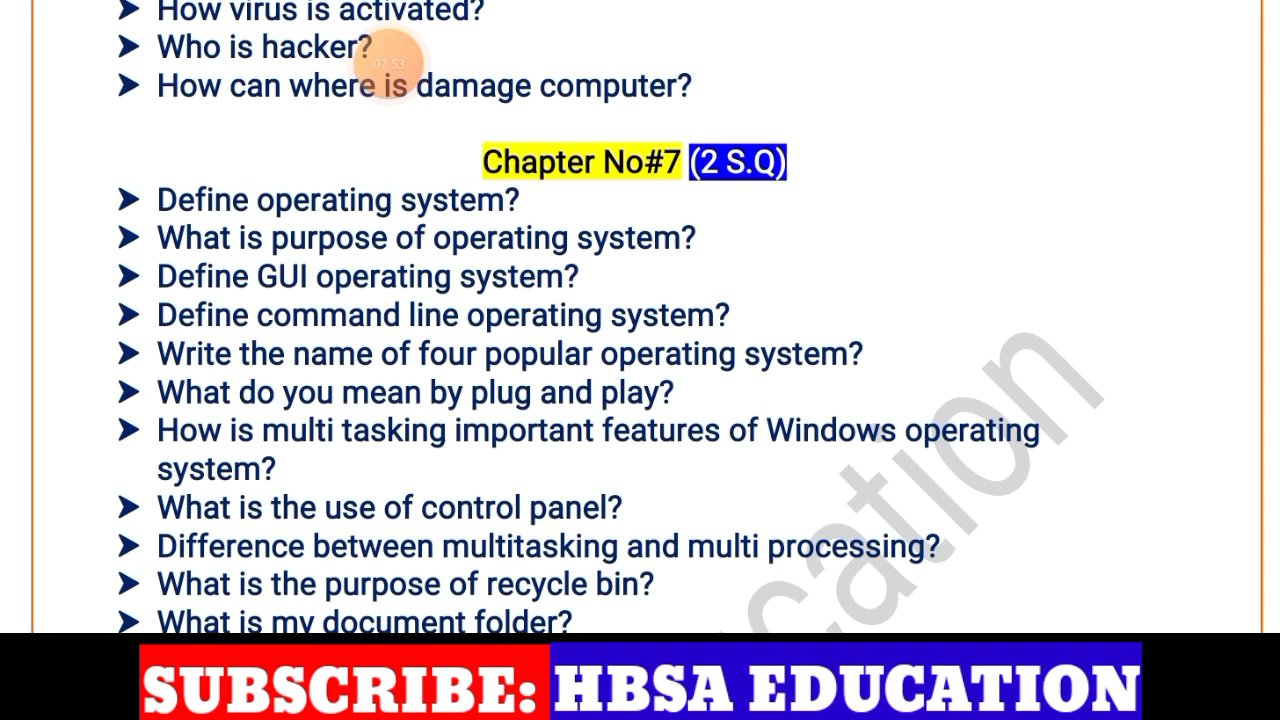 ➤ How virus is activated?
➤ Who is hacker?
07:53
➤ How can where is damage computer?
Chapter No#7 (2 S.Q)
➤ Define operating system?
➤ What is purpose of operating system?
➤ Define GUI operating system?
➤ Define command line operating system?
➤ Write the name of four popular operating system?
➤ What do you mean by plug and play?
➤ How is multi tasking important features of Windows operating
system?
➤ What is the use of control panel?
➤ Difference between multitasking and multi processing?
➤ What is the purpose of recycle bin?
➤ What is my document folder?
cation
SUBSCRIBE: HBSA EDUCATION